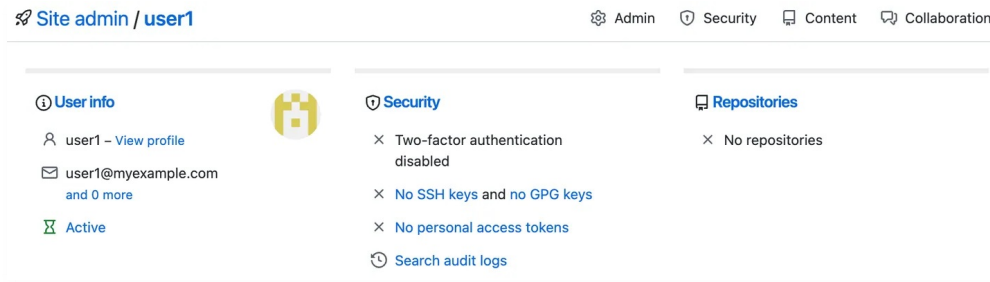 Site admin / user1
Admin
Security
Content
Collaboration
User info
user1 – View profile
user1@myexample.com
and 0 more
Active
Security
Two-factor authentication
disabled
No SSH keys and no GPG keys
No personal access tokens
Search audit logs
Repositories
No repositories